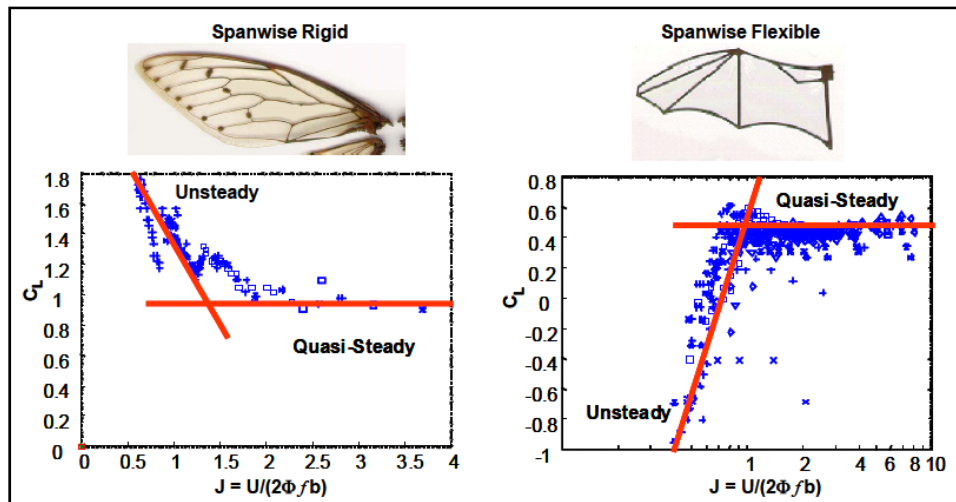 Spanwise Rigid
1.8
1.6
1.4
1.2
1
0.8
0.6
0.4
0.2
0
C_L
Unsteady
Quasi-Steady
0 0.5 1 1.5 2 2.5 3 3.5 4
J = U/(2Φfb)
Spanwise Flexible
0.8
0.6
0.4
0.2
0
-0.2
-0.4
-0.6
-0.8
-1
C_L
Quasi-Steady
Unsteady
1 2 4 6 8 10
J = U/(2Φfb)